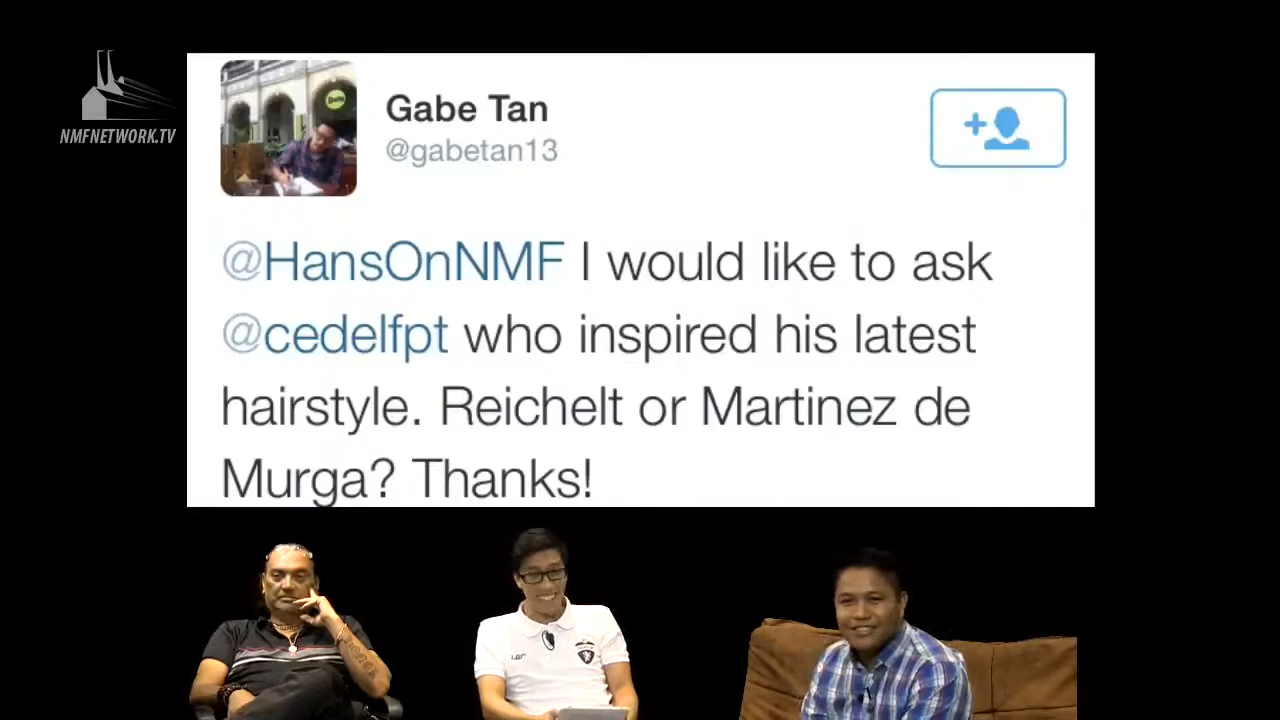 NMFNETWORK.TV
Gabe Tan
@gabetan13
@HansOnNMF I would like to ask
@cedelfpt who inspired his latest
hairstyle. Reichelt or Martinez de
Murga? Thanks!